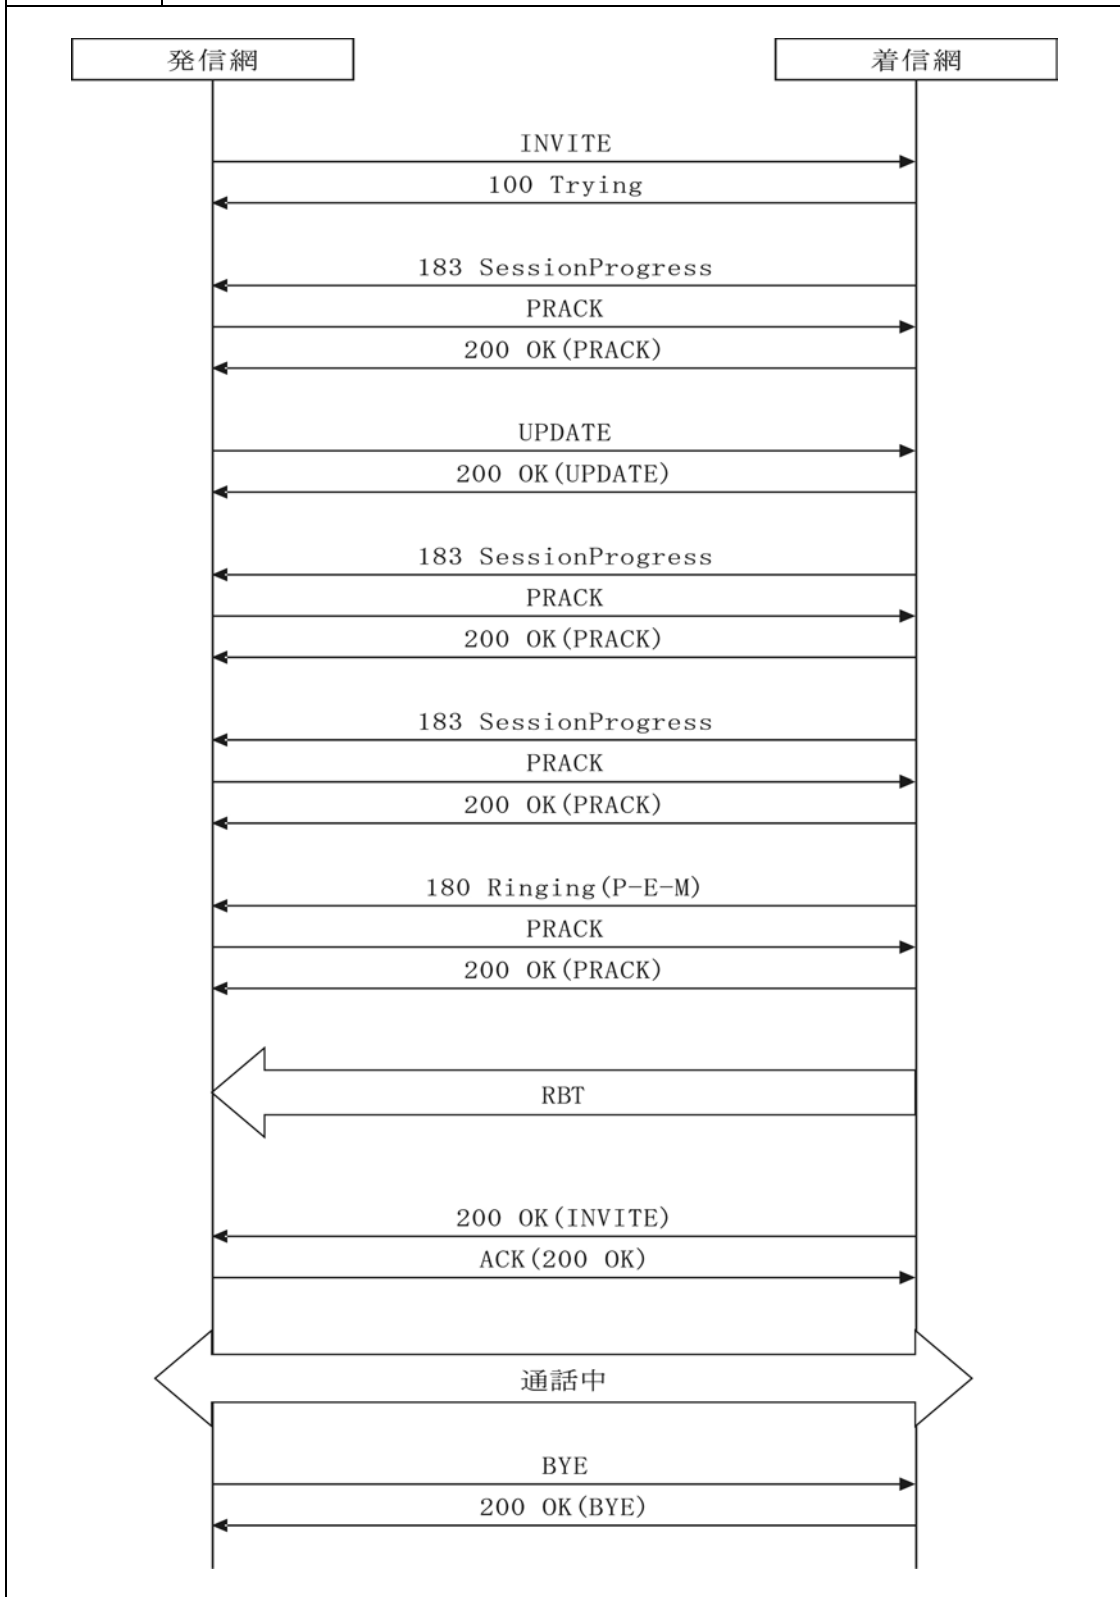 発信網
着信網
INVITE
100 Trying
183 SessionProgress
PRACK
200 OK(PRACK)
UPDATE
200 OK(UPDATE)
183 SessionProgress
PRACK
200 OK(PRACK)
183 SessionProgress
PRACK
200 OK(PRACK)
180 Ringing(P-E-M)
PRACK
200 OK(PRACK)
RBT
200 OK(INVITE)
ACK(200 OK)
通話中
BYE
200 OK(BYE)